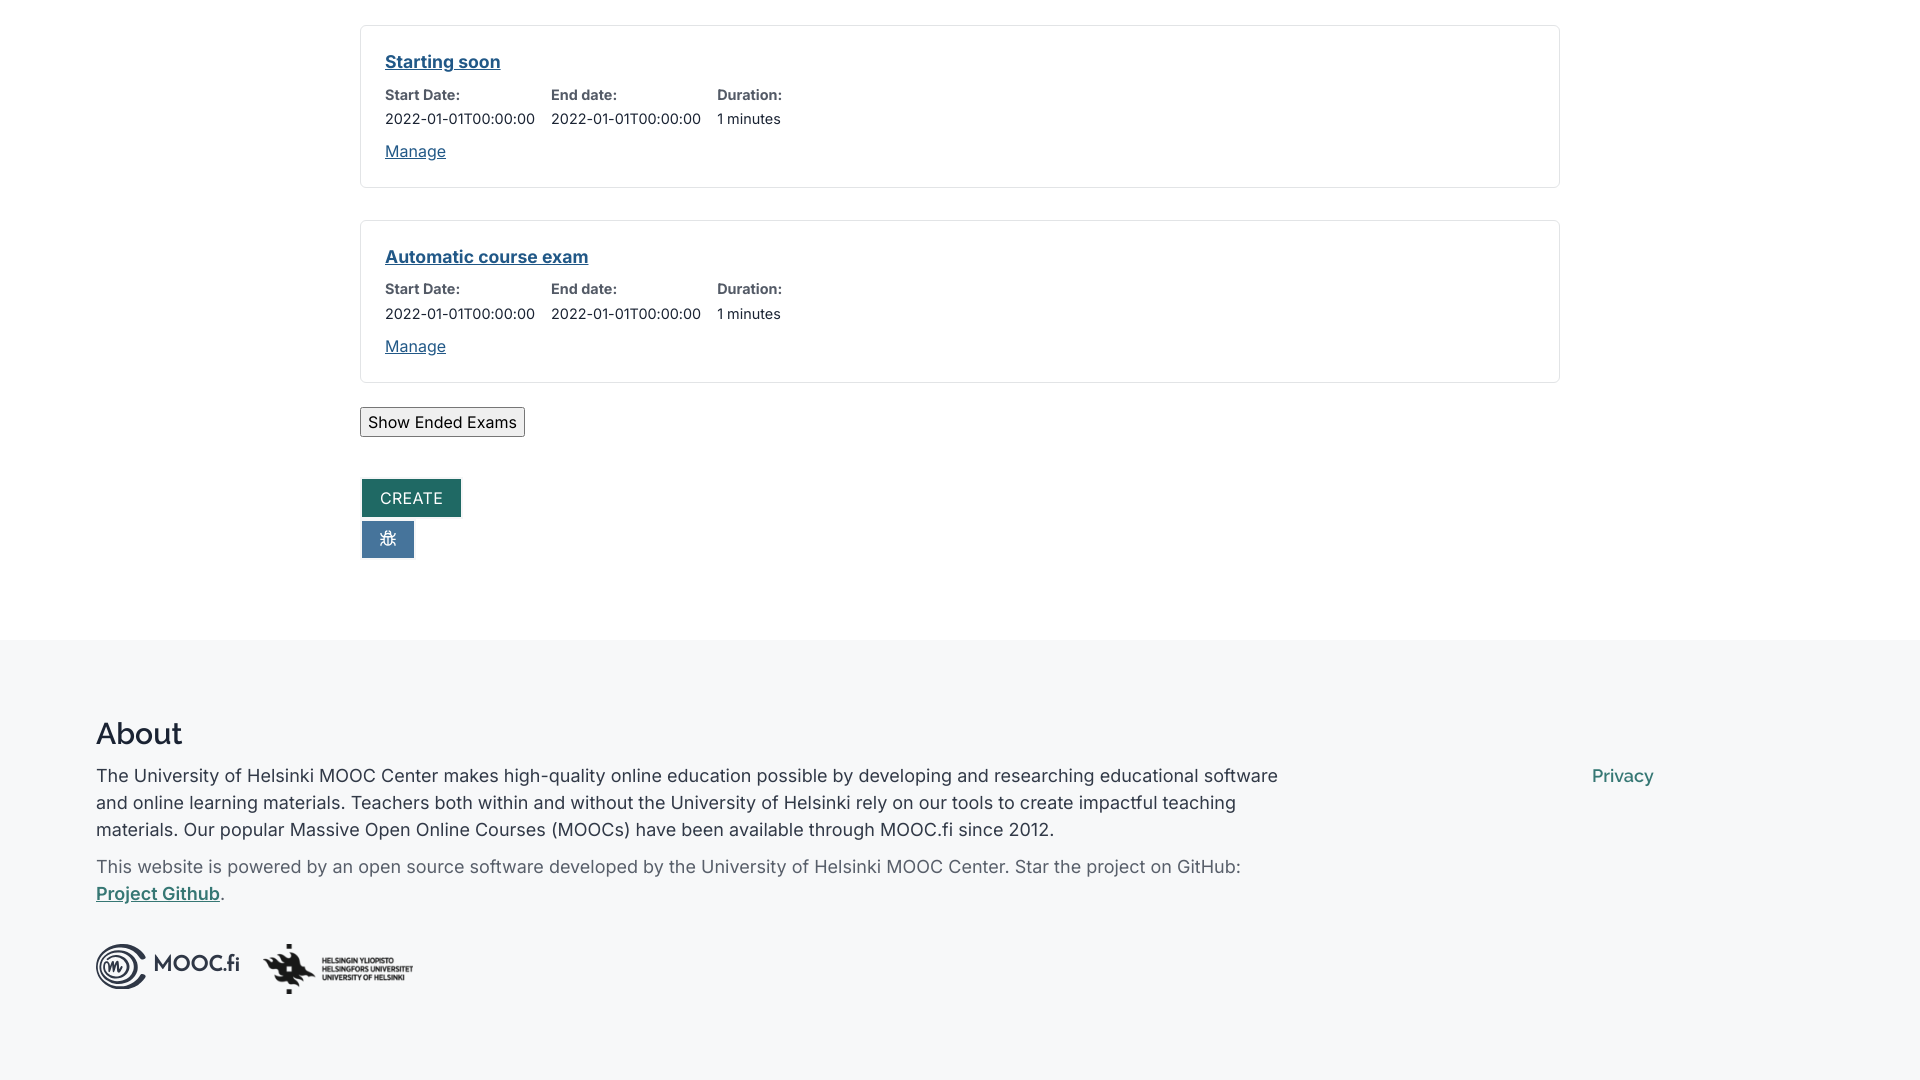 Starting soon
Start Date: End date: Duration:
2022-01-01T00:00:00 2022-01-01T00:00:00 1 minutes
Manage
Automatic course exam
Start Date: End date: Duration:
2022-01-01T00:00:00 2022-01-01T00:00:00 1 minutes
Manage
Show Ended Exams
CREATE
About
The University of Helsinki MOOC Center makes high-quality online education possible by developing and researching educational software
and online learning materials. Teachers both within and without the University of Helsinki rely on our tools to create impactful teaching
materials. Our popular Massive Open Online Courses (MOOCs) have been available through MOOC.fi since 2012.
This website is powered by an open source software developed by the University of Helsinki MOOC Center. Star the project on GitHub:
Project Github.
Privacy
MOOC.fi
HELSINGIN YLIOPISTO
HELSINGFORS UNIVERSITET
UNIVERSITY OF HELSINKI